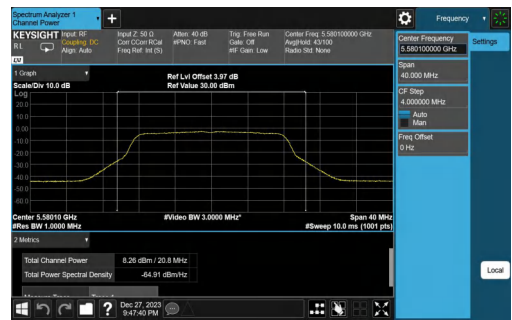 Spectrum Analyzer 1
Channel Power
+
Frequency
KEYSIGHT
Input: RF
Coupling: DC
Align: Auto
RL
LXI
Input Z: 50 Ω
Corr CCorr RCal
Freq Ref: Int (S)
Atten: 40 dB
#PNO: Fast
Trig: Free Run
Gate: Off
#IF Gain: Low
Center Freq: 5.580100000 GHz
Avg|Hold: 43/100
Radio Std: None
Center Frequency
5.580100000 GHz
Settings
Span
40.000 MHz
CF Step
4.000000 MHz
Auto
Man
Freq Offset
0 Hz
1 Graph
Scale/Div 10.0 dB
Ref Lvl Offset 3.97 dB
Ref Value 30.00 dBm
Log
20.0
10.0
0.00
-10.0
-20.0
-30.0
-40.0
-50.0
-60.0
Center 5.58010 GHz
#Res BW 1.0000 MHz
#Video BW 3.0000 MHz*
Span 40 MHz
#Sweep 10.0 ms (1001 pts)
2 Metrics
Total Channel Power 8.26 dBm / 20.8 MHz
Total Power Spectral Density -64.91 dBm/Hz
Local
?
Dec 27, 2023
9:47:40 PM